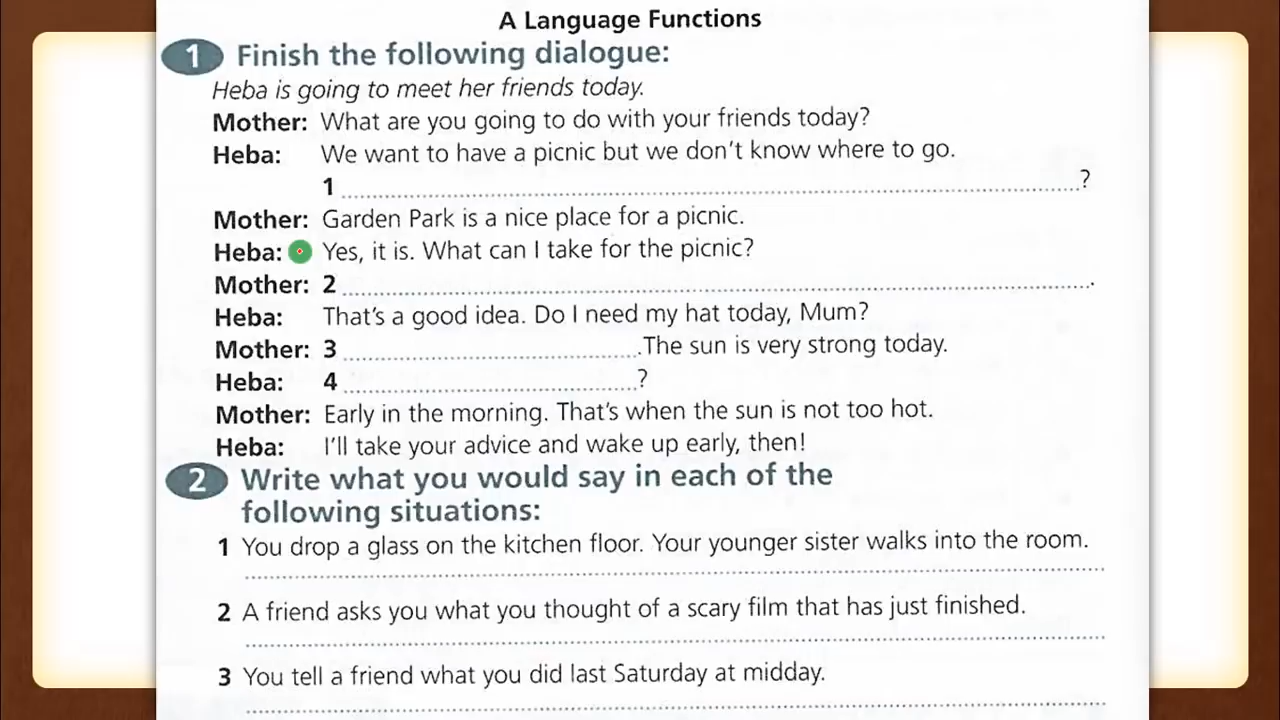 A Language Functions
1 Finish the following dialogue:
Heba is going to meet her friends today.
Mother: What are you going to do with your friends today?
Heba: We want to have a picnic but we don't know where to go.
1 ..............................?
Mother: Garden Park is a nice place for a picnic.
Heba: Yes, it is. What can I take for the picnic?
Mother: 2 ..............................
Heba: That's a good idea. Do I need my hat today, Mum?
Mother: 3 ...............The sun is very strong today.
Heba: 4 ...............?
Mother: Early in the morning. That's when the sun is not too hot.
Heba: I'll take your advice and wake up early, then!
2 Write what you would say in each of the
following situations:
1 You drop a glass on the kitchen floor. Your younger sister walks into the room.
2 A friend asks you what you thought of a scary film that has just finished.
3 You tell a friend what you did last Saturday at midday.